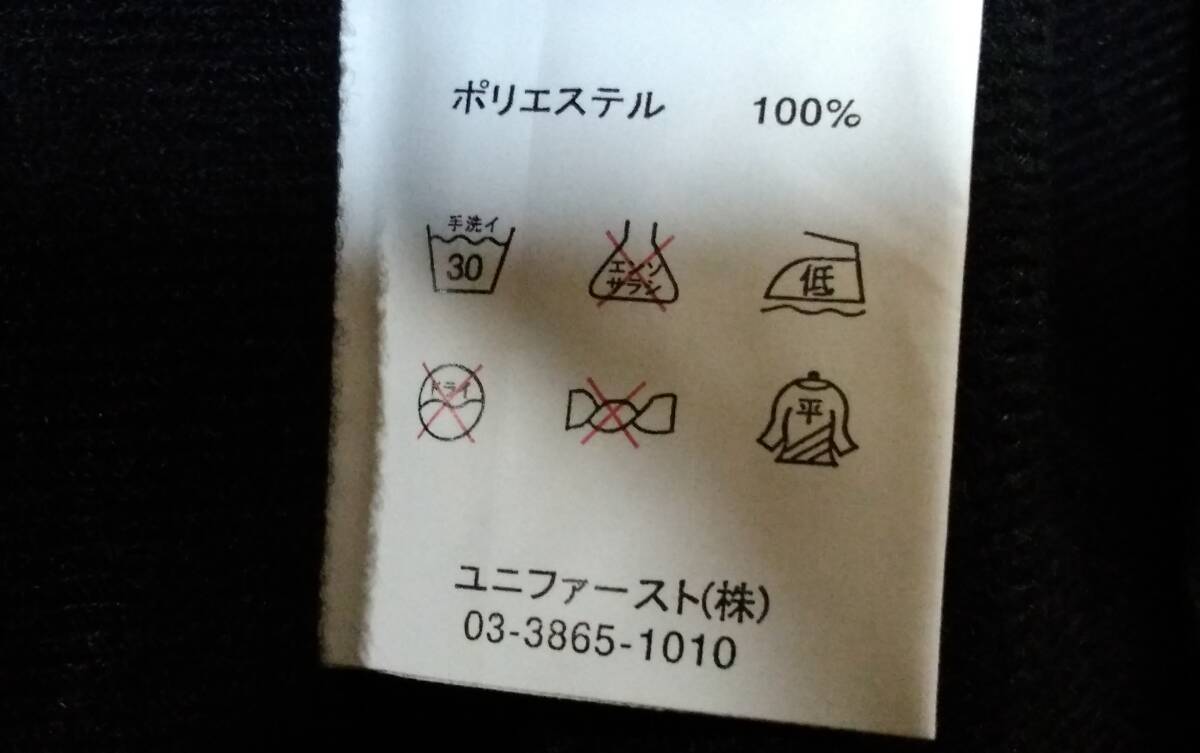 ポリエステル 100%
手洗イ
30
エンソ
サラシ
低
ドライ
平
ユニファースト(株)
03-3865-1010